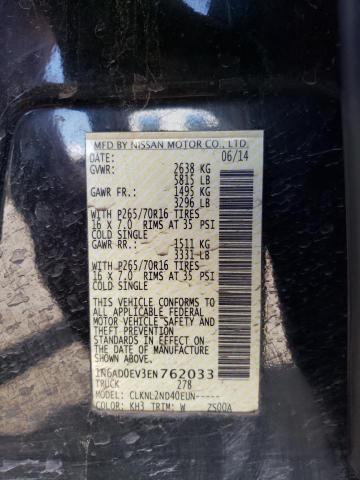 MFD BY NISSAN MOTOR CO., LTD.
DATE: 06/14
GVWR: 2638 KG
5815 LB
GAWR FR: 1495 KG
3296 LB
WITH P265/70R16 TIRES
16 x 7.0 RIMS AT 35 PSI
COLD SINGLE
GAWR RR: 1511 KG
3331 LB
WITH P265/70R16 TIRES
16 x 7.0 RIMS AT 35 PSI
COLD SINGLE
THIS VEHICLE CONFORMS TO
ALL APPLICABLE FEDERAL
MOTOR VEHICLE SAFETY AND
THEFT PREVENTION
STANDARDS IN EFFECT ON
THE DATE OF MANUFACTURE
SHOWN ABOVE.
1N6AD0EV3EN762033
TRUCK 278
MODEL: CLKNL2ND40EUN-----
COLOR: KH3 TRIM: W 2S00A